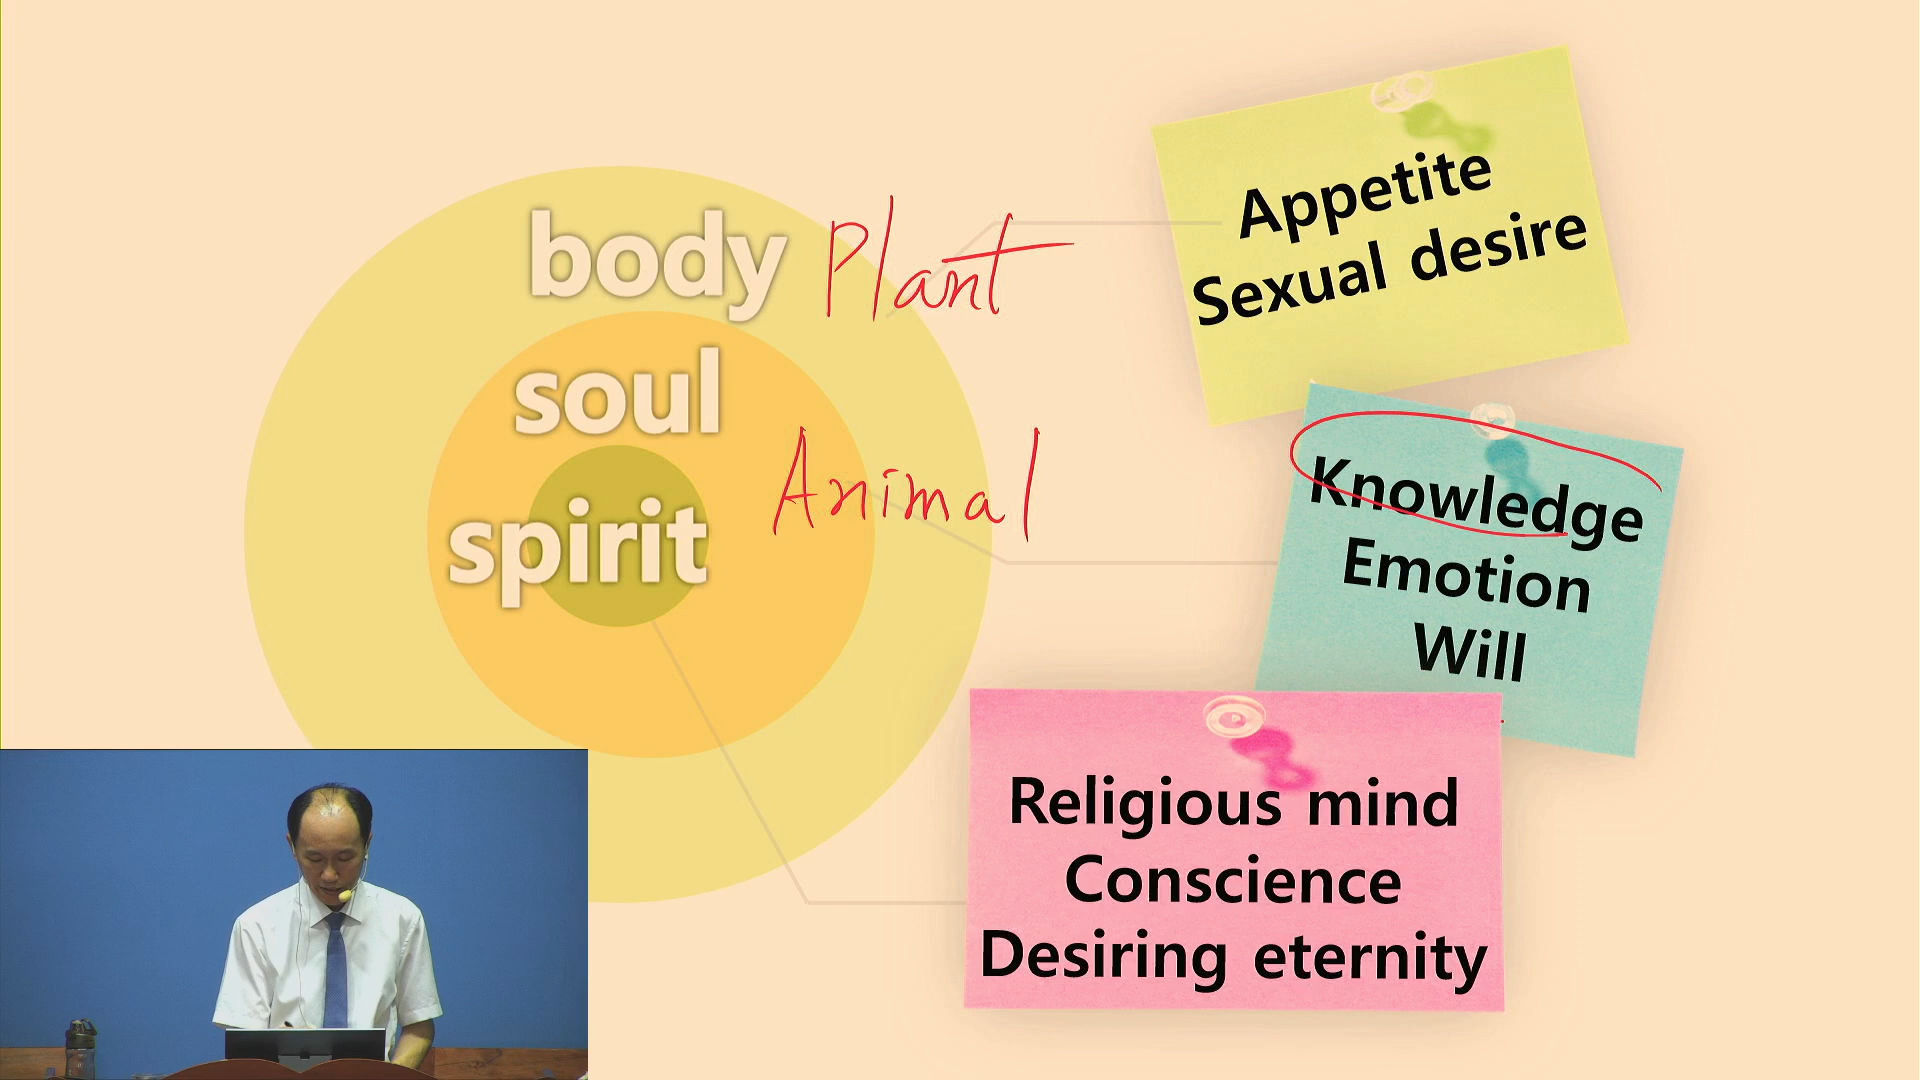 body Plant
soul
Animal
spirit
Appetite
Sexual desire
Knowledge
Emotion
Will
Religious mind
Conscience
Desiring eternity